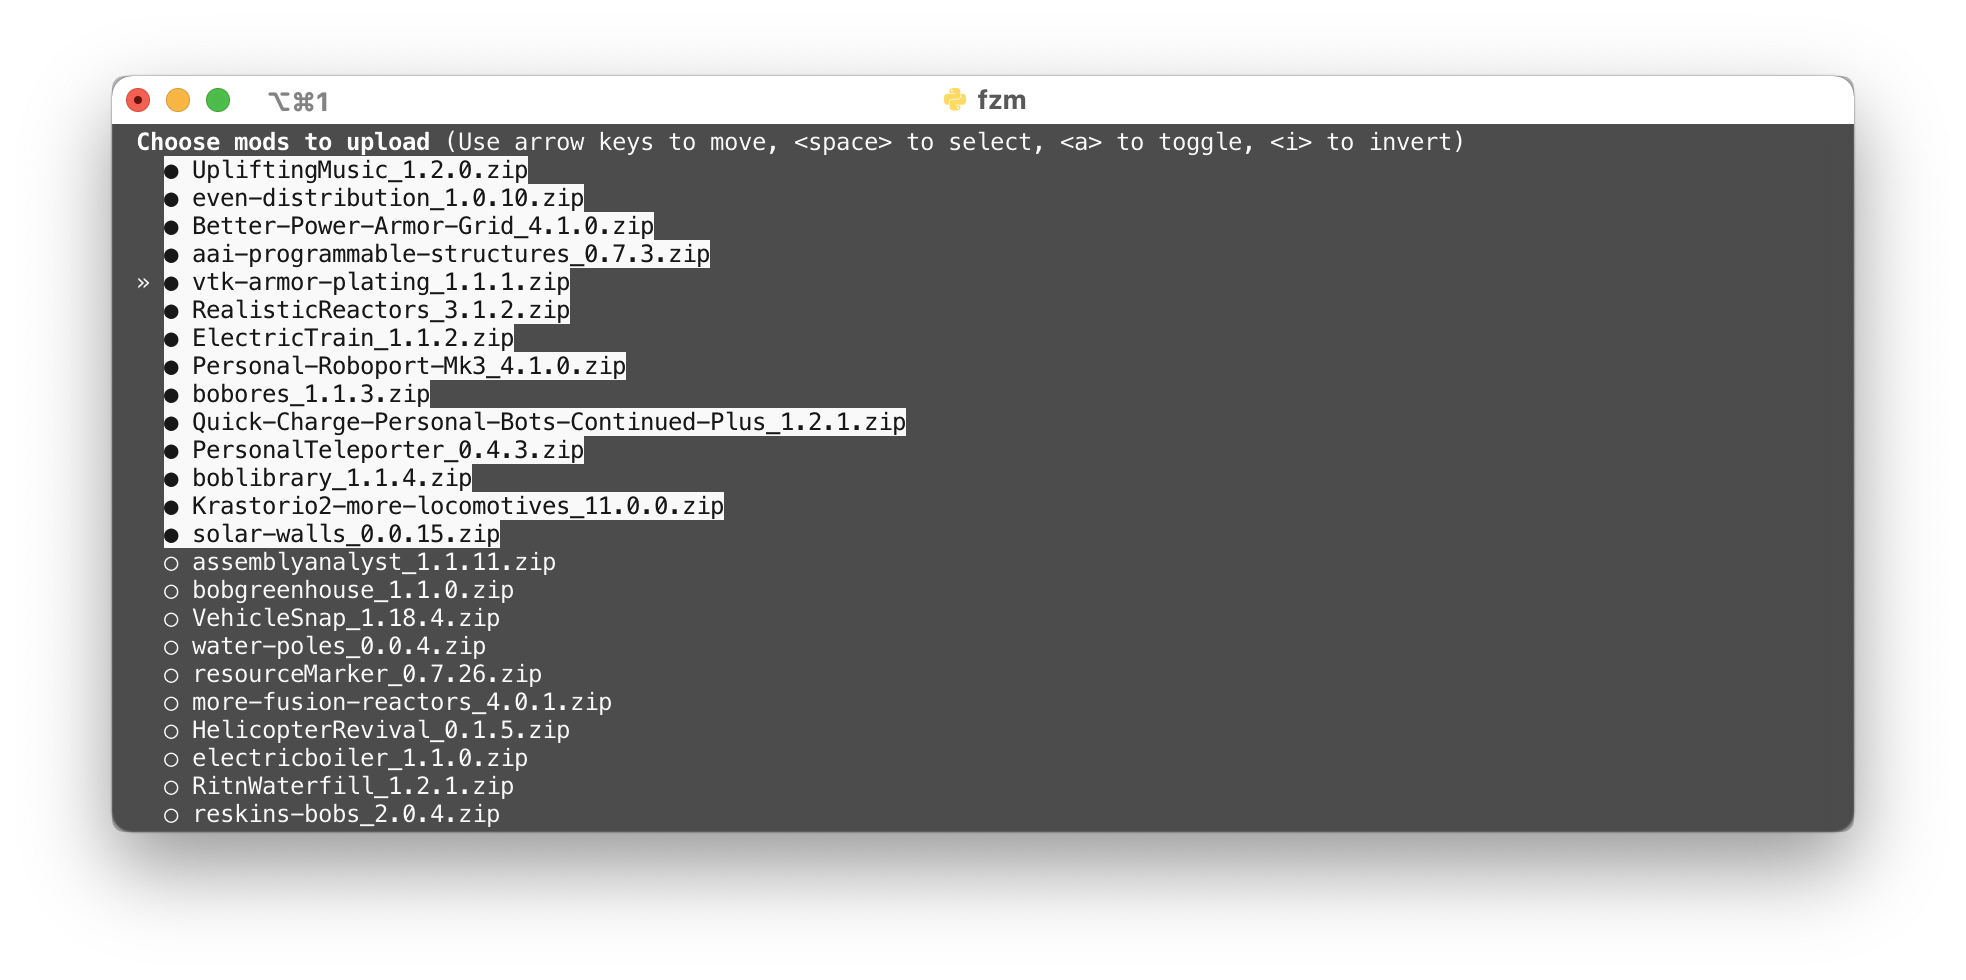 ⌥⌘1 fzm
Choose mods to upload (Use arrow keys to move, <space> to select, <a> to toggle, <i> to invert)
● UpliftingMusic_1.2.0.zip
● even-distribution_1.0.10.zip
● Better-Power-Armor-Grid_4.1.0.zip
● aai-programmable-structures_0.7.3.zip
» ● vtk-armor-plating_1.1.1.zip
● RealisticReactors_3.1.2.zip
● ElectricTrain_1.1.2.zip
● Personal-Roboport-Mk3_4.1.0.zip
● bobores_1.1.3.zip
● Quick-Charge-Personal-Bots-Continued-Plus_1.2.1.zip
● PersonalTeleporter_0.4.3.zip
● boblibrary_1.1.4.zip
● Krastorio2-more-locomotives_11.0.0.zip
● solar-walls_0.0.15.zip
○ assemblyanalyst_1.1.11.zip
○ bobgreenhouse_1.1.0.zip
○ VehicleSnap_1.18.4.zip
○ water-poles_0.0.4.zip
○ resourceMarker_0.7.26.zip
○ more-fusion-reactors_4.0.1.zip
○ HelicopterRevival_0.1.5.zip
○ electricboiler_1.1.0.zip
○ RitnWaterfill_1.2.1.zip
○ reskins-bobs_2.0.4.zip